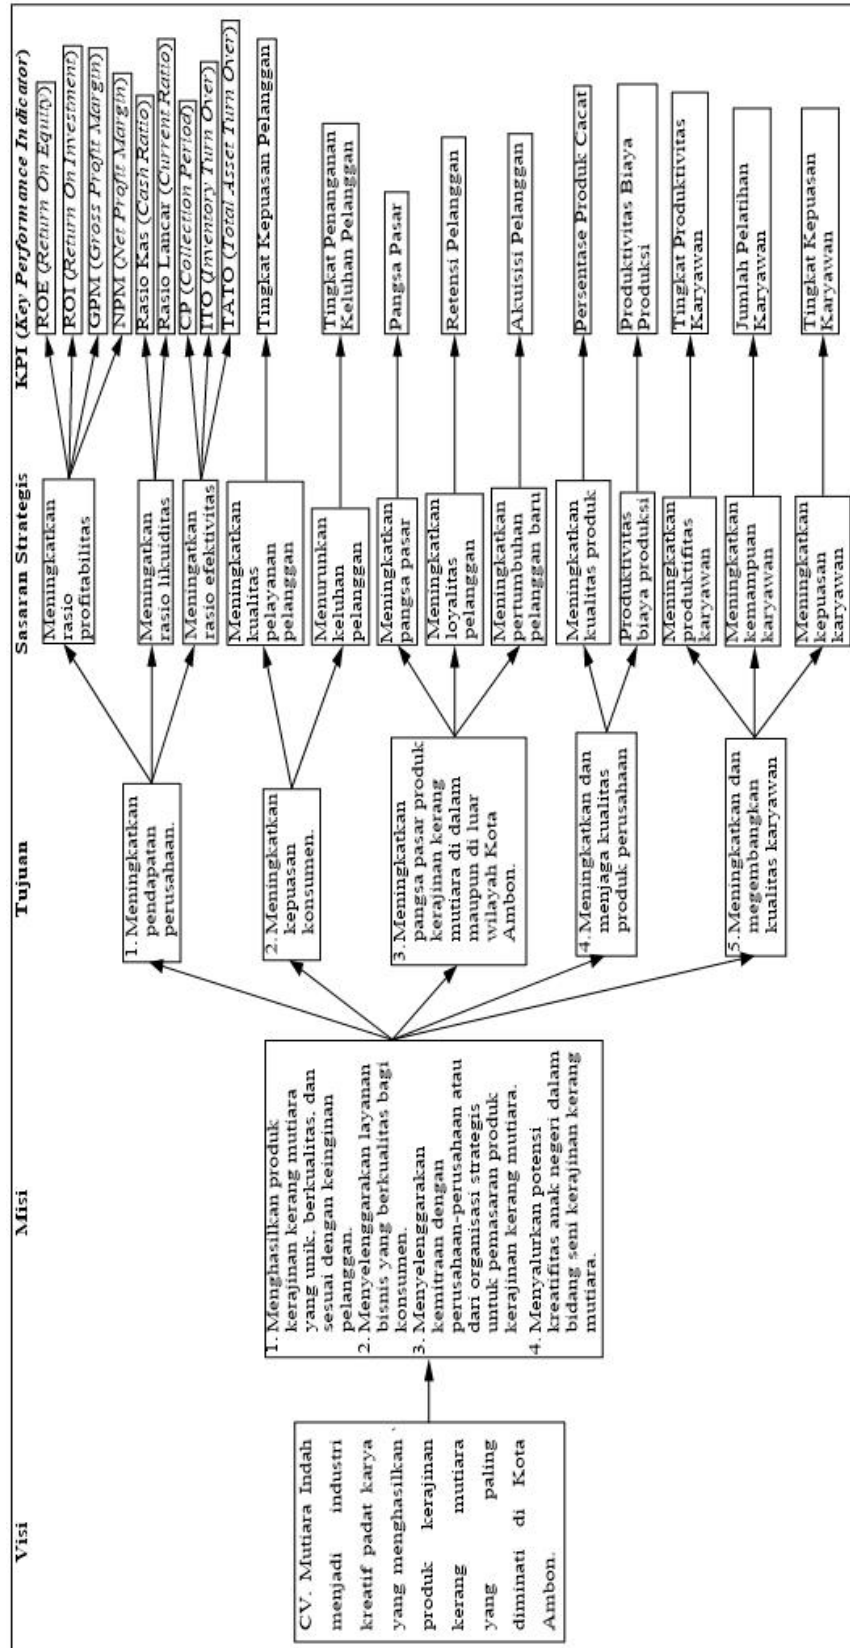 Visi
Misi
Tujuan
Sasaran Strategis
KPI (Key Performance Indicator)
CV. Mutiara Indah
menjadi industri
kreatif padat karya
yang menghasilkan `
produk kerajinan
kerang mutiara
yang paling
diminati di Kota
Ambon.
1. Menghasilkan produk
kerajinan kerang mutiara
yang unik, berkualitas, dan
sesuai dengan keinginan
pelanggan.
2. Menyelenggarakan layanan
bisnis yang berkualitas bagi
konsumen.
3. Menyelenggarakan
kemitraan dengan
perusahaan-perusahaan atau
dari organisasi strategis
untuk pemasaran produk
kerajinan kerang mutiara.
4. Menyalurkan potensi
kreatifitas anak negeri dalam
bidang seni kerajinan kerang
mutiara.
1. Meningkatkan
pendapatan
perusahaan.
2. Meningkatkan
kepuasan
konsumen.
3. Meningkatkan
pangsa pasar produk
kerajinan kerang
mutiara di dalam
maupun di luar
wilayah Kota
Ambon.
4. Meningkatkan dan
menjaga kualitas
produk perusahaan
5. Meningkatkan dan
megembangkan
kualitas karyawan
Meningkatkan
rasio
profitabilitas
Meningatkan
rasio likuiditas
Meningkatkan
rasio efektivitas
Meningkatkan
kualitas
pelayanan
pelanggan
Menurunkan
keluhan
pelanggan
Meningkatkan
pangsa pasar
Meningkatkan
loyalitas
pelanggan
Meningkatkan
pertumbuhan
pelanggan baru
Meningkatkan
kualitas produk
Produktivitas
biaya produksi
Meningkatkan
produktifitas
karyawan
Meningkatkan
kemampuan
karyawan
Meningkatkan
kepuasan
karyawan
ROE (Return On Equity)
ROI (Return On Investment)
GPM (Gross Profit Margin)
NPM (Net Profit Margin)
Rasio Kas (Cash Ratio)
Rasio Lancar (Current Ratio)
CP (Collection Period)
ITO (Inventory Turn Over)
TATO (Total Asset Turn Over)
Tingkat Kepuasan Pelanggan
Tingkat Penanganan
Keluhan Pelanggan
Pangsa Pasar
Retensi Pelanggan
Akuisisi Pelanggan
Persentase Produk Cacat
Produktivitas Biaya
Produksi
Tingkat Produktivitas
Karyawan
Jumlah Pelatihan
Karyawan
Tingkat Kepuasan
Karyawan